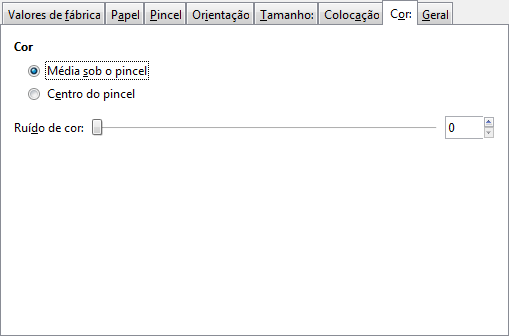 Valores de fábrica Papel Pincel Orientação Tamanho: Colocação Cor: Geral
Cor
Média sob o pincel
Centro do pincel
Ruído de cor: 0